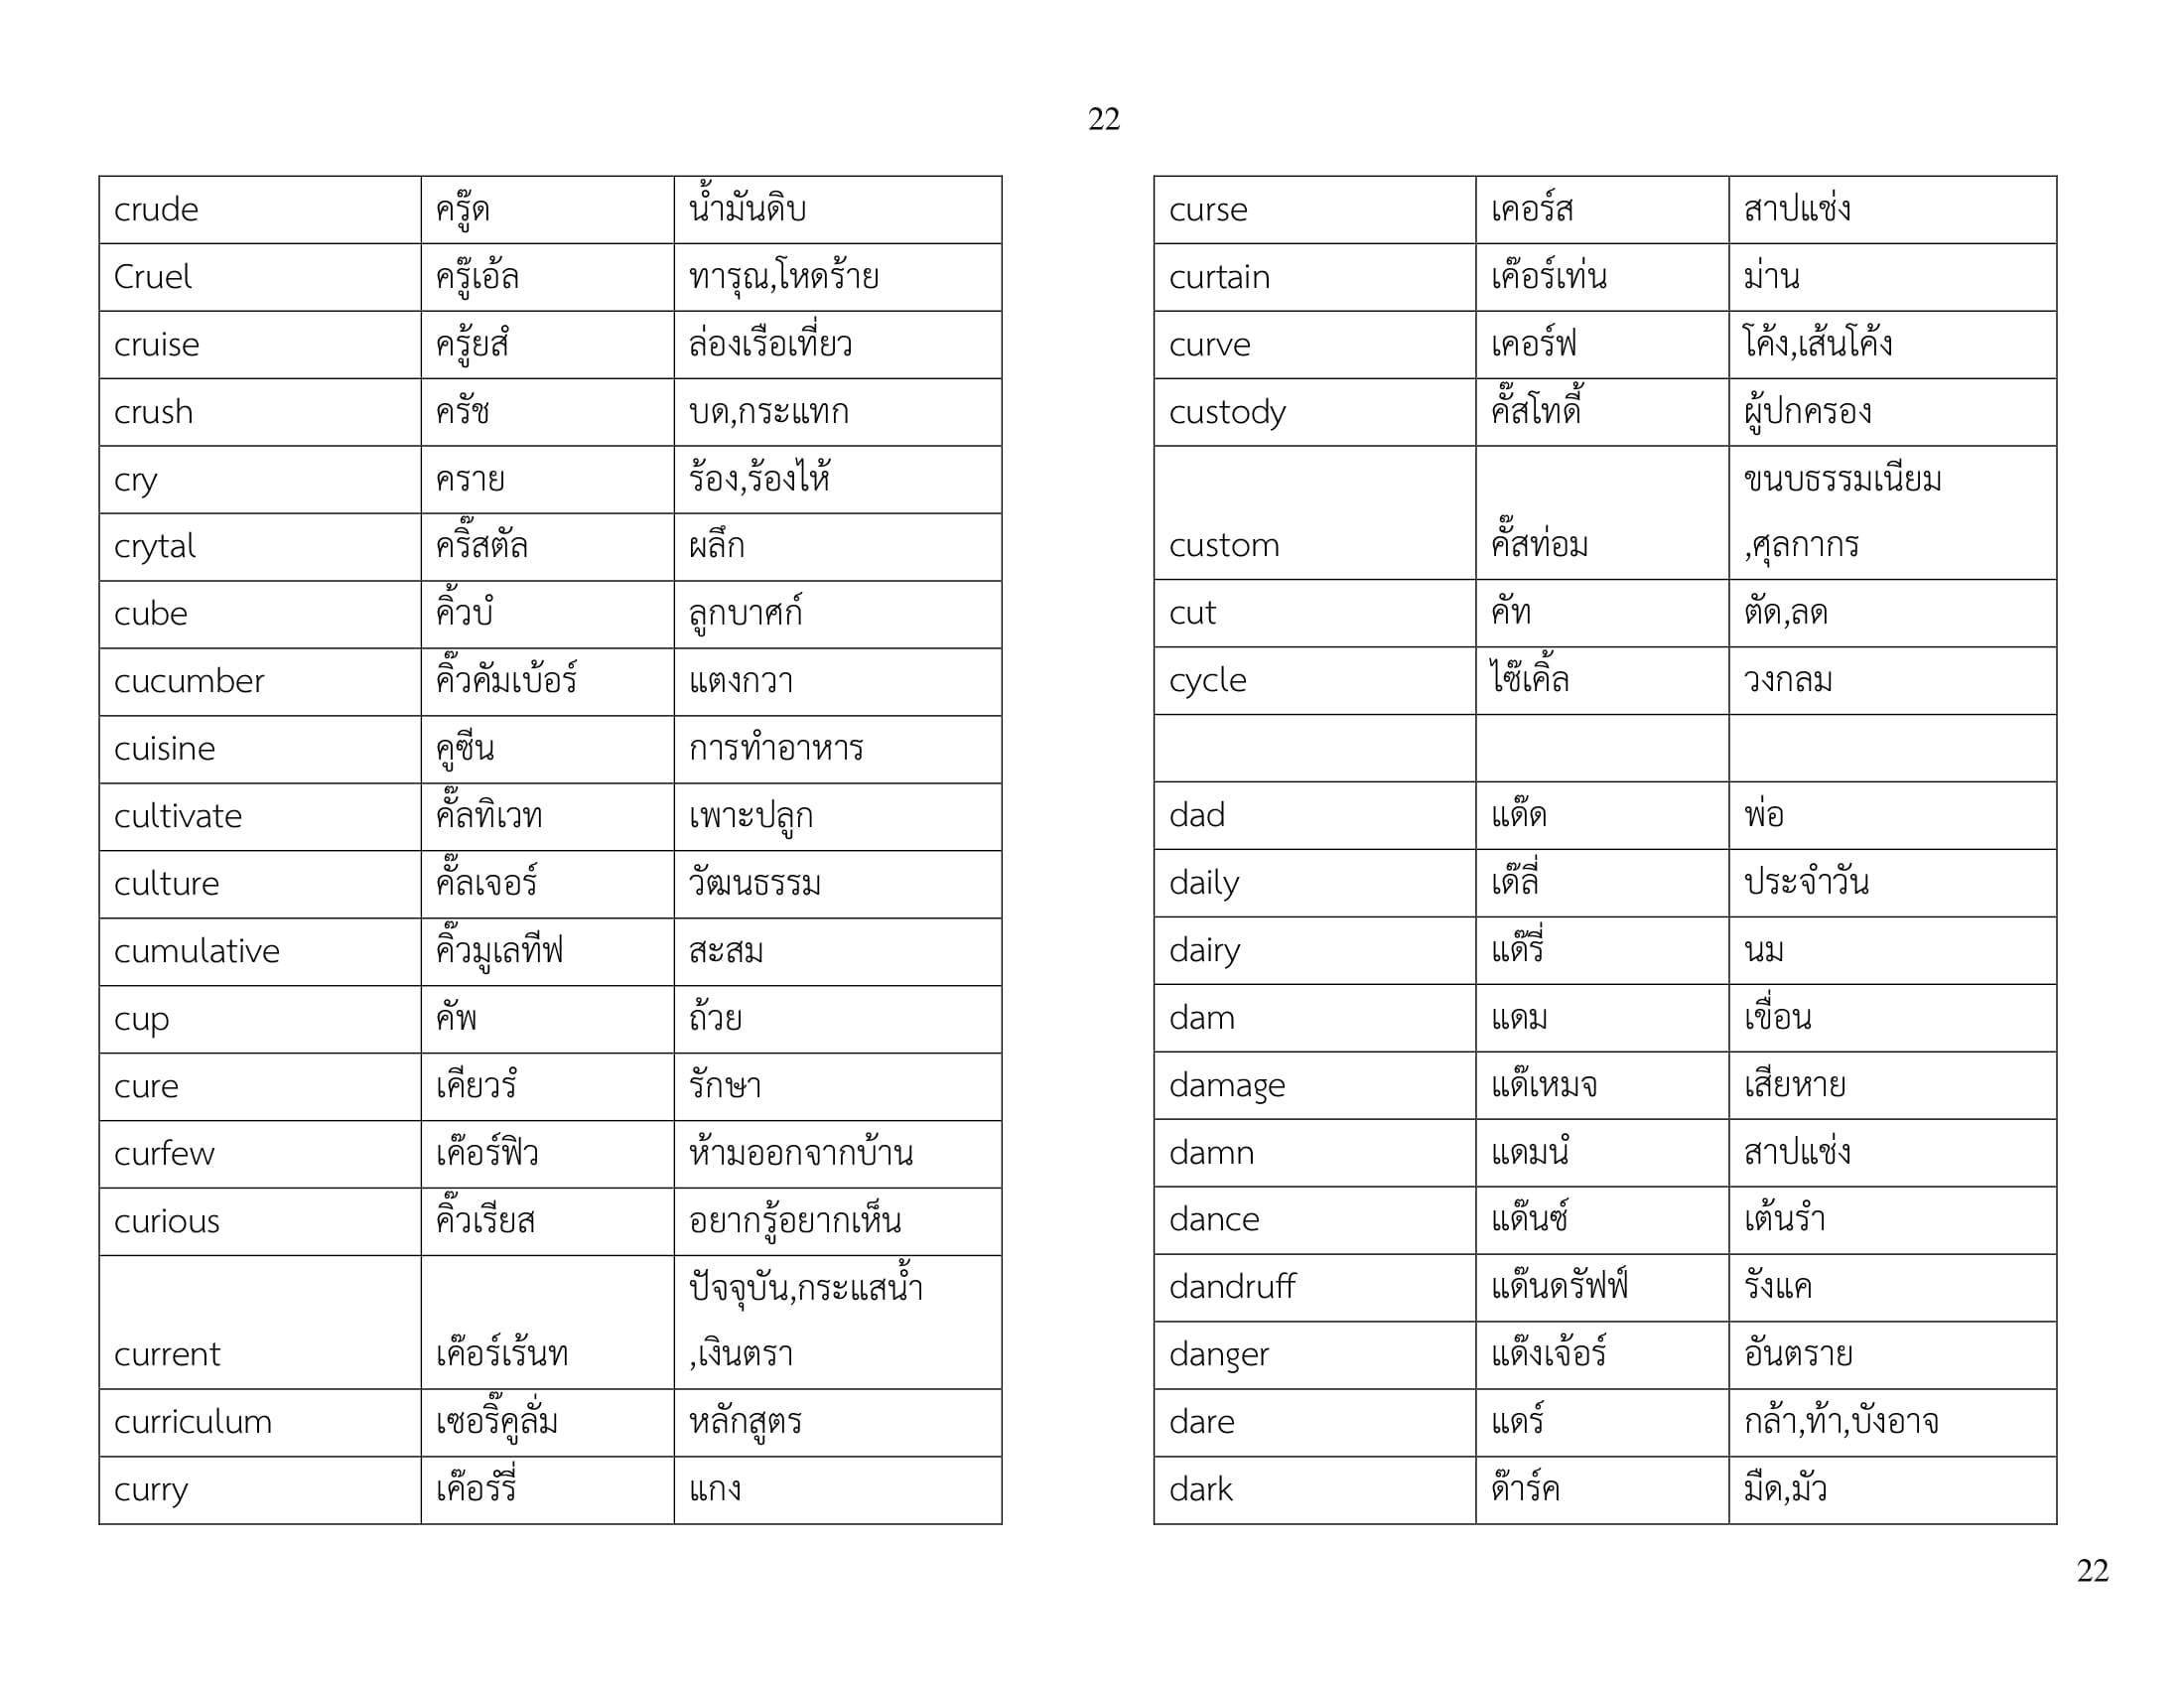 22
crude ครู๊ด น้ำมันดิบ
Cruel ครู๊เอ้ล ทารุณ,โหดร้าย
cruise ครู้ยสํ ล่องเรือเที่ยว
crush ครัช บด,กระแทก
cry คราย ร้อง,ร้องไห้
crytal คริ๊สตัล ผลึก
cube คิ้วบํ ลูกบาศก์
cucumber คิ๊วคัมเบ้อร์ แตงกวา
cuisine คูซีน การทำอาหาร
cultivate คั๊ลทิเวท เพาะปลูก
culture คั๊ลเจอร์ วัฒนธรรม
cumulative คิ๊วมูเลทีฟ สะสม
cup คัพ ถ้วย
cure เคียวรํ รักษา
curfew เค๊อร์ฟิว ห้ามออกจากบ้าน
curious คิ๊วเรียส อยากรู้อยากเห็น
ปัจจุบัน,กระแสน้ำ
current เค๊อร์เร้นท ,เงินตรา
curriculum เซอริ๊คูลั่ม หลักสูตร
curry เค๊อรํรี่ แกง
curse เคอร์ส สาปแช่ง
curtain เค๊อร์เท่น ม่าน
curve เคอร์ฟ โค้ง,เส้นโค้ง
custody คั๊สโทดี้ ผู้ปกครอง
ขนบธรรมเนียม
custom คั๊สท่อม ,ศุลกากร
cut คัท ตัด,ลด
cycle ไซ๊เคิ้ล วงกลม
dad แด๊ด พ่อ
daily เด๊ลี่ ประจำวัน
dairy แด๊รี่ นม
dam แดม เขื่อน
damage แด๊เหมจ เสียหาย
damn แดมนํ สาปแช่ง
dance แด๊นซ์ เต้นรำ
dandruff แด๊นดรัฟฟ์ รังแค
danger แด๊งเจ้อร์ อันตราย
dare แดร์ กล้า,ท้า,บังอาจ
dark ด๊าร์ค มืด,มัว
22